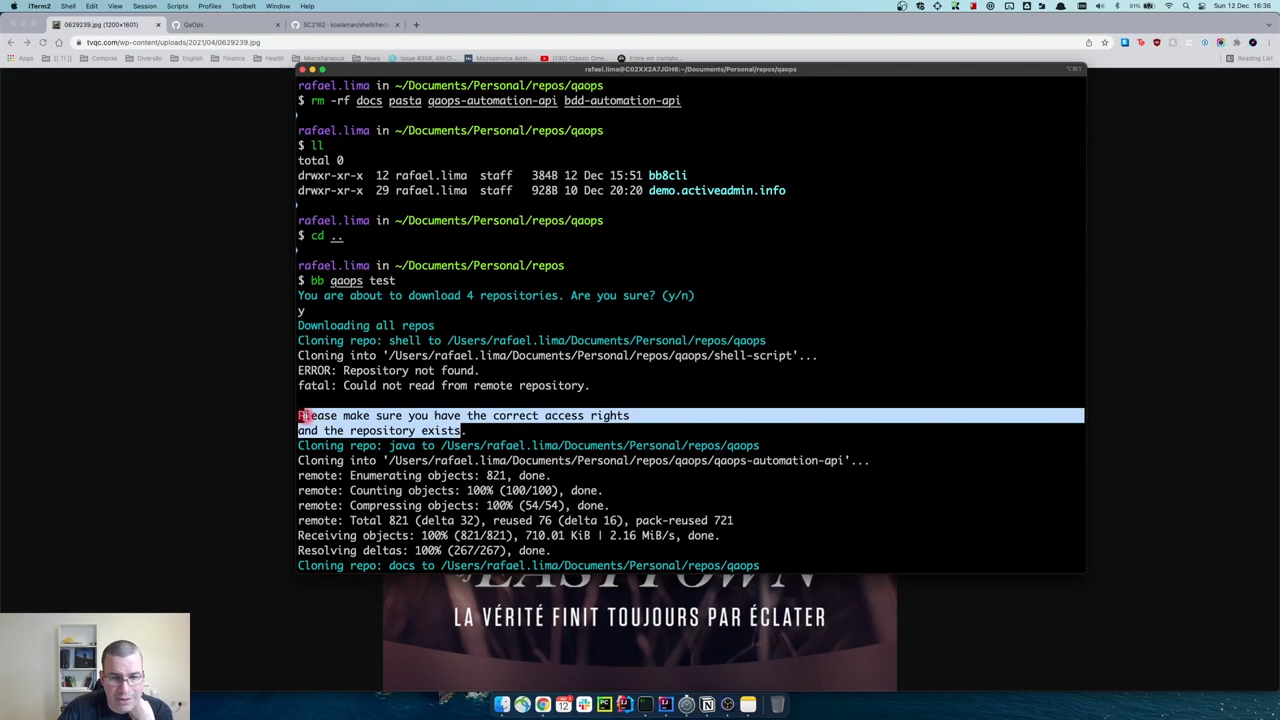 iTerm2 Shell Edit View Session Scripts Profiles Toolbelt Window Help
91% Sun 12 Dec 16:36
0629239.jpg (1200×1601) QaOps SC2162 · koalaman/shellcheck
tvqc.com/wp-content/uploads/2021/04/0629239.jpg
Apps Compras Diversão English Finance Health Miscellaneous News Issue #358, 4th O... Microservice Arch... (130) Classic Ome... Entre em contato... Reading List
rafael.lima@C02XX2A7JGH6:~/Documents/Personal/repos/qaops
rafael.lima in ~/Documents/Personal/repos/qaops
$ rm -rf docs pasta qaops-automation-api bdd-automation-api
rafael.lima in ~/Documents/Personal/repos/qaops
$ ll
total 0
drwxr-xr-x 12 rafael.lima staff 384B 12 Dec 15:51 bb8cli
drwxr-xr-x 29 rafael.lima staff 928B 10 Dec 20:20 demo.activeadmin.info
rafael.lima in ~/Documents/Personal/repos/qaops
$ cd ..
rafael.lima in ~/Documents/Personal/repos
$ bb qaops test
You are about to download 4 repositories. Are you sure? (y/n)
y
Downloading all repos
Cloning repo: shell to /Users/rafael.lima/Documents/Personal/repos/qaops
Cloning into '/Users/rafael.lima/Documents/Personal/repos/qaops/shell-script'...
ERROR: Repository not found.
fatal: Could not read from remote repository.
Please make sure you have the correct access rights
and the repository exists.
Cloning repo: java to /Users/rafael.lima/Documents/Personal/repos/qaops
Cloning into '/Users/rafael.lima/Documents/Personal/repos/qaops/qaops-automation-api'...
remote: Enumerating objects: 821, done.
remote: Counting objects: 100% (100/100), done.
remote: Compressing objects: 100% (54/54), done.
remote: Total 821 (delta 32), reused 76 (delta 16), pack-reused 721
Receiving objects: 100% (821/821), 710.01 KiB | 2.16 MiB/s, done.
Resolving deltas: 100% (267/267), done.
Cloning repo: docs to /Users/rafael.lima/Documents/Personal/repos/qaops
of EASTTOWN
LA VÉRITÉ FINIT TOUJOURS PAR ÉCLATER